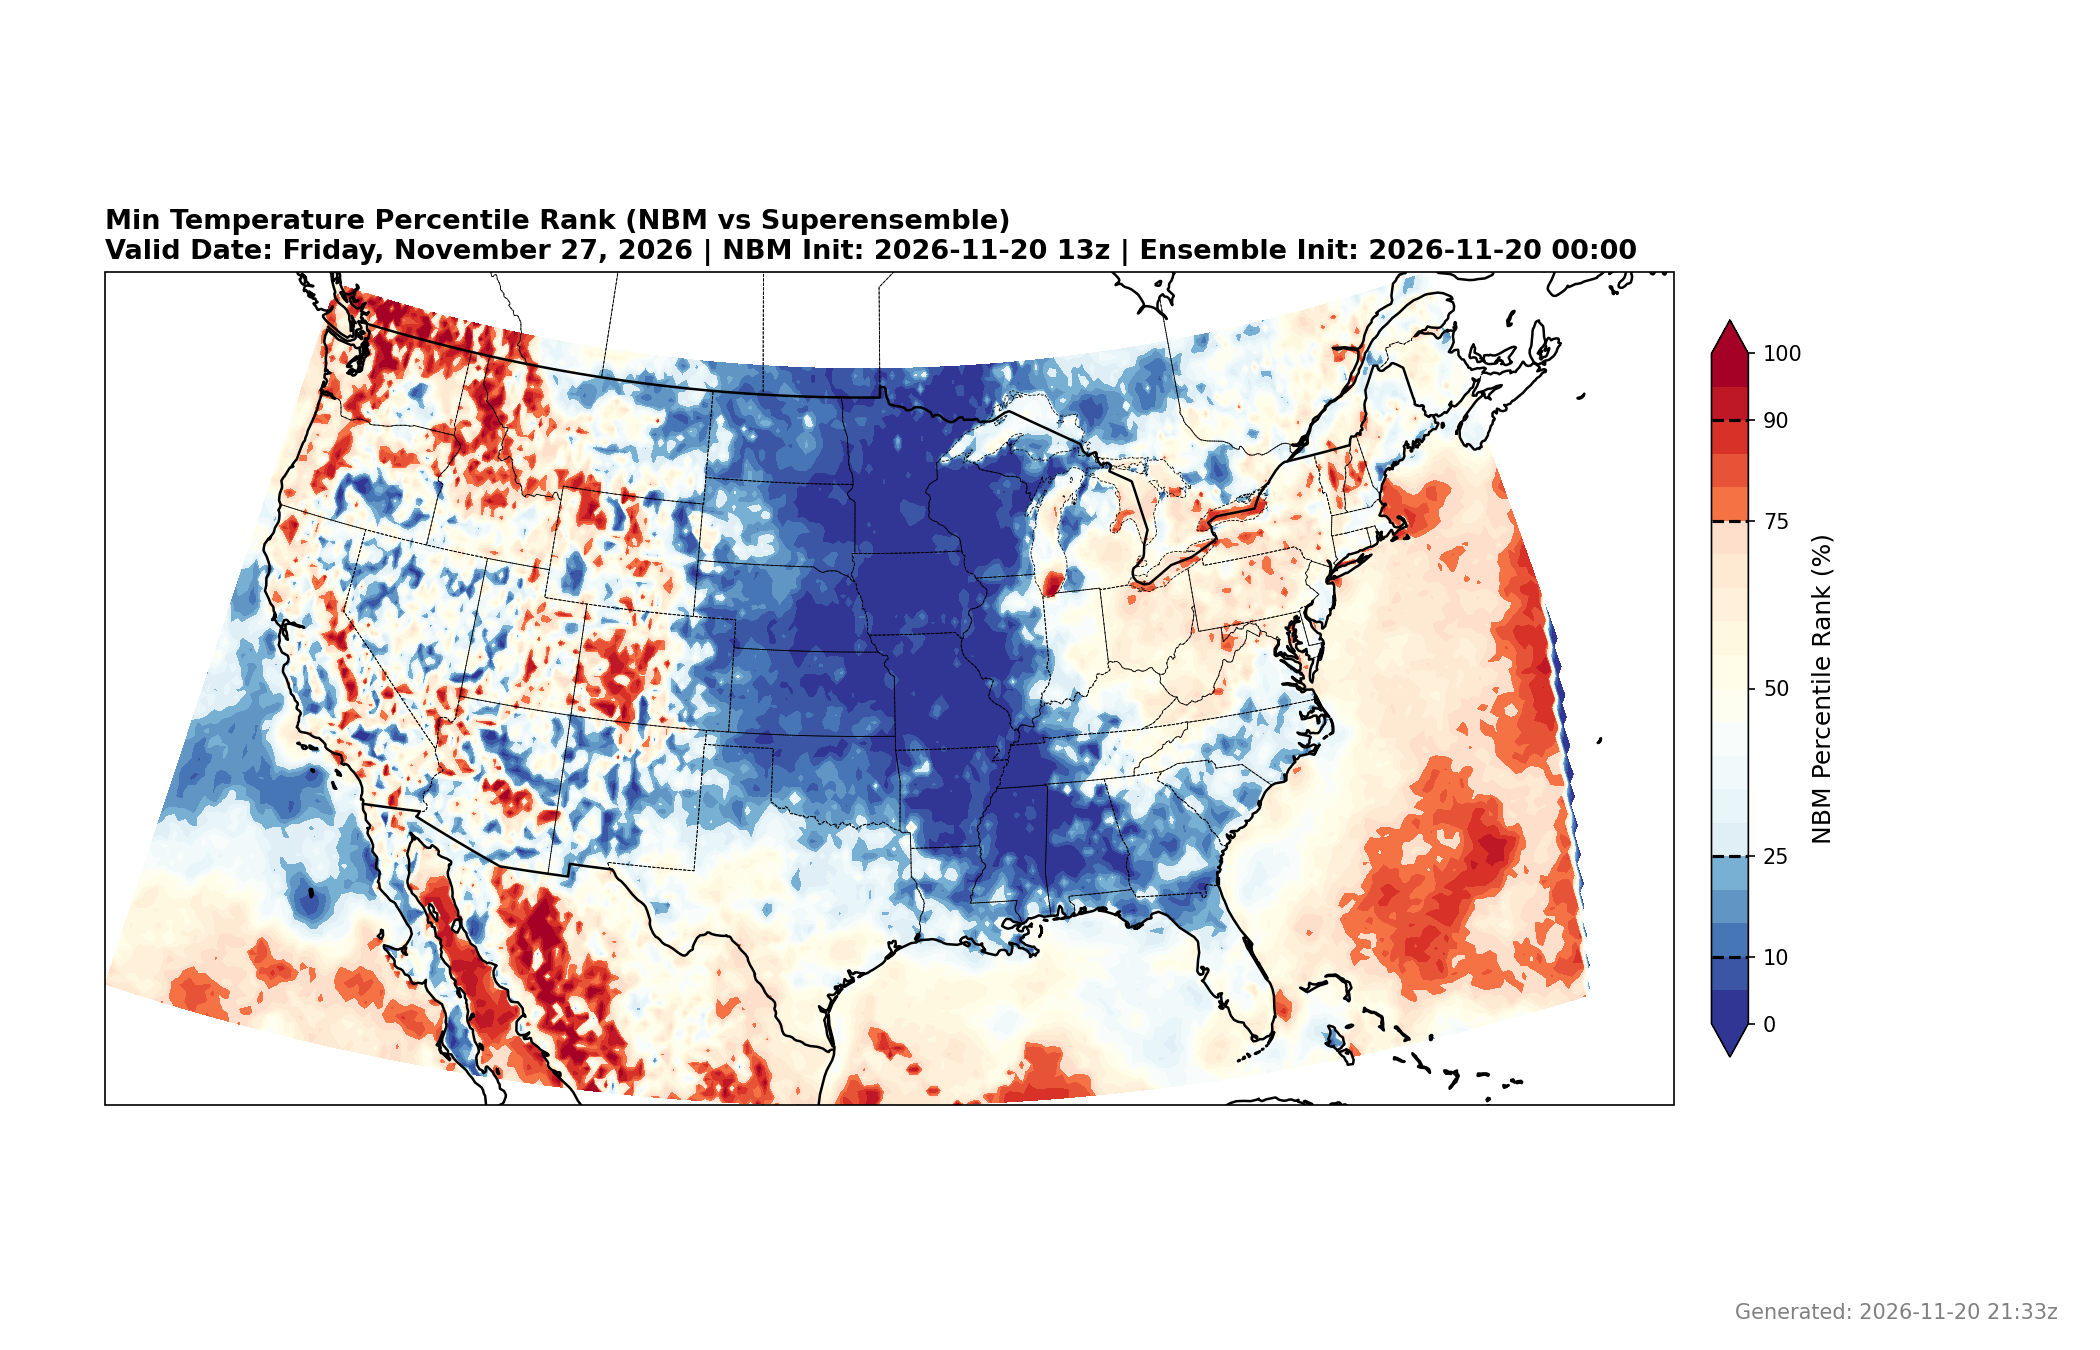 Min Temperature Percentile Rank (NBM vs Superensemble)
Valid Date: Friday, November 27, 2026 | NBM Init: 2026-11-20 13z | Ensemble Init: 2026-11-20 00:00
100
90
75
50
25
10
0
NBM Percentile Rank (%)
Generated: 2026-11-20 21:33z